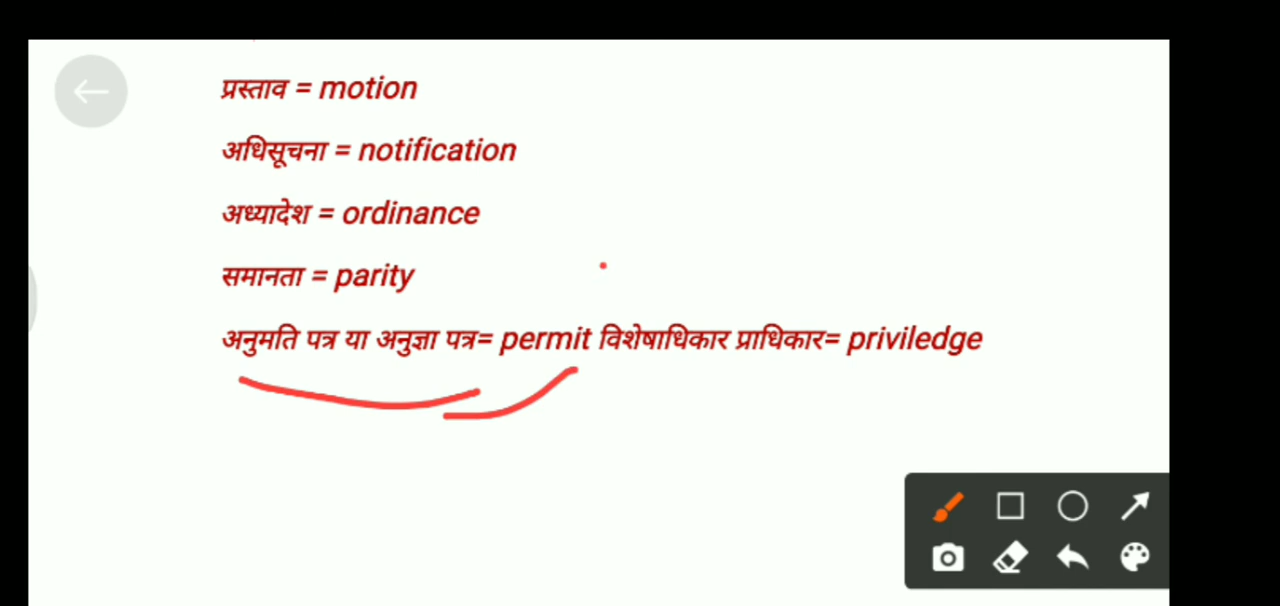 प्रस्ताव = motion
अधिसूचना = notification
अध्यादेश = ordinance
समानता = parity
अनुमति पत्र या अनुज्ञा पत्र= permit विशेषाधिकार प्राधिकार= priviledge